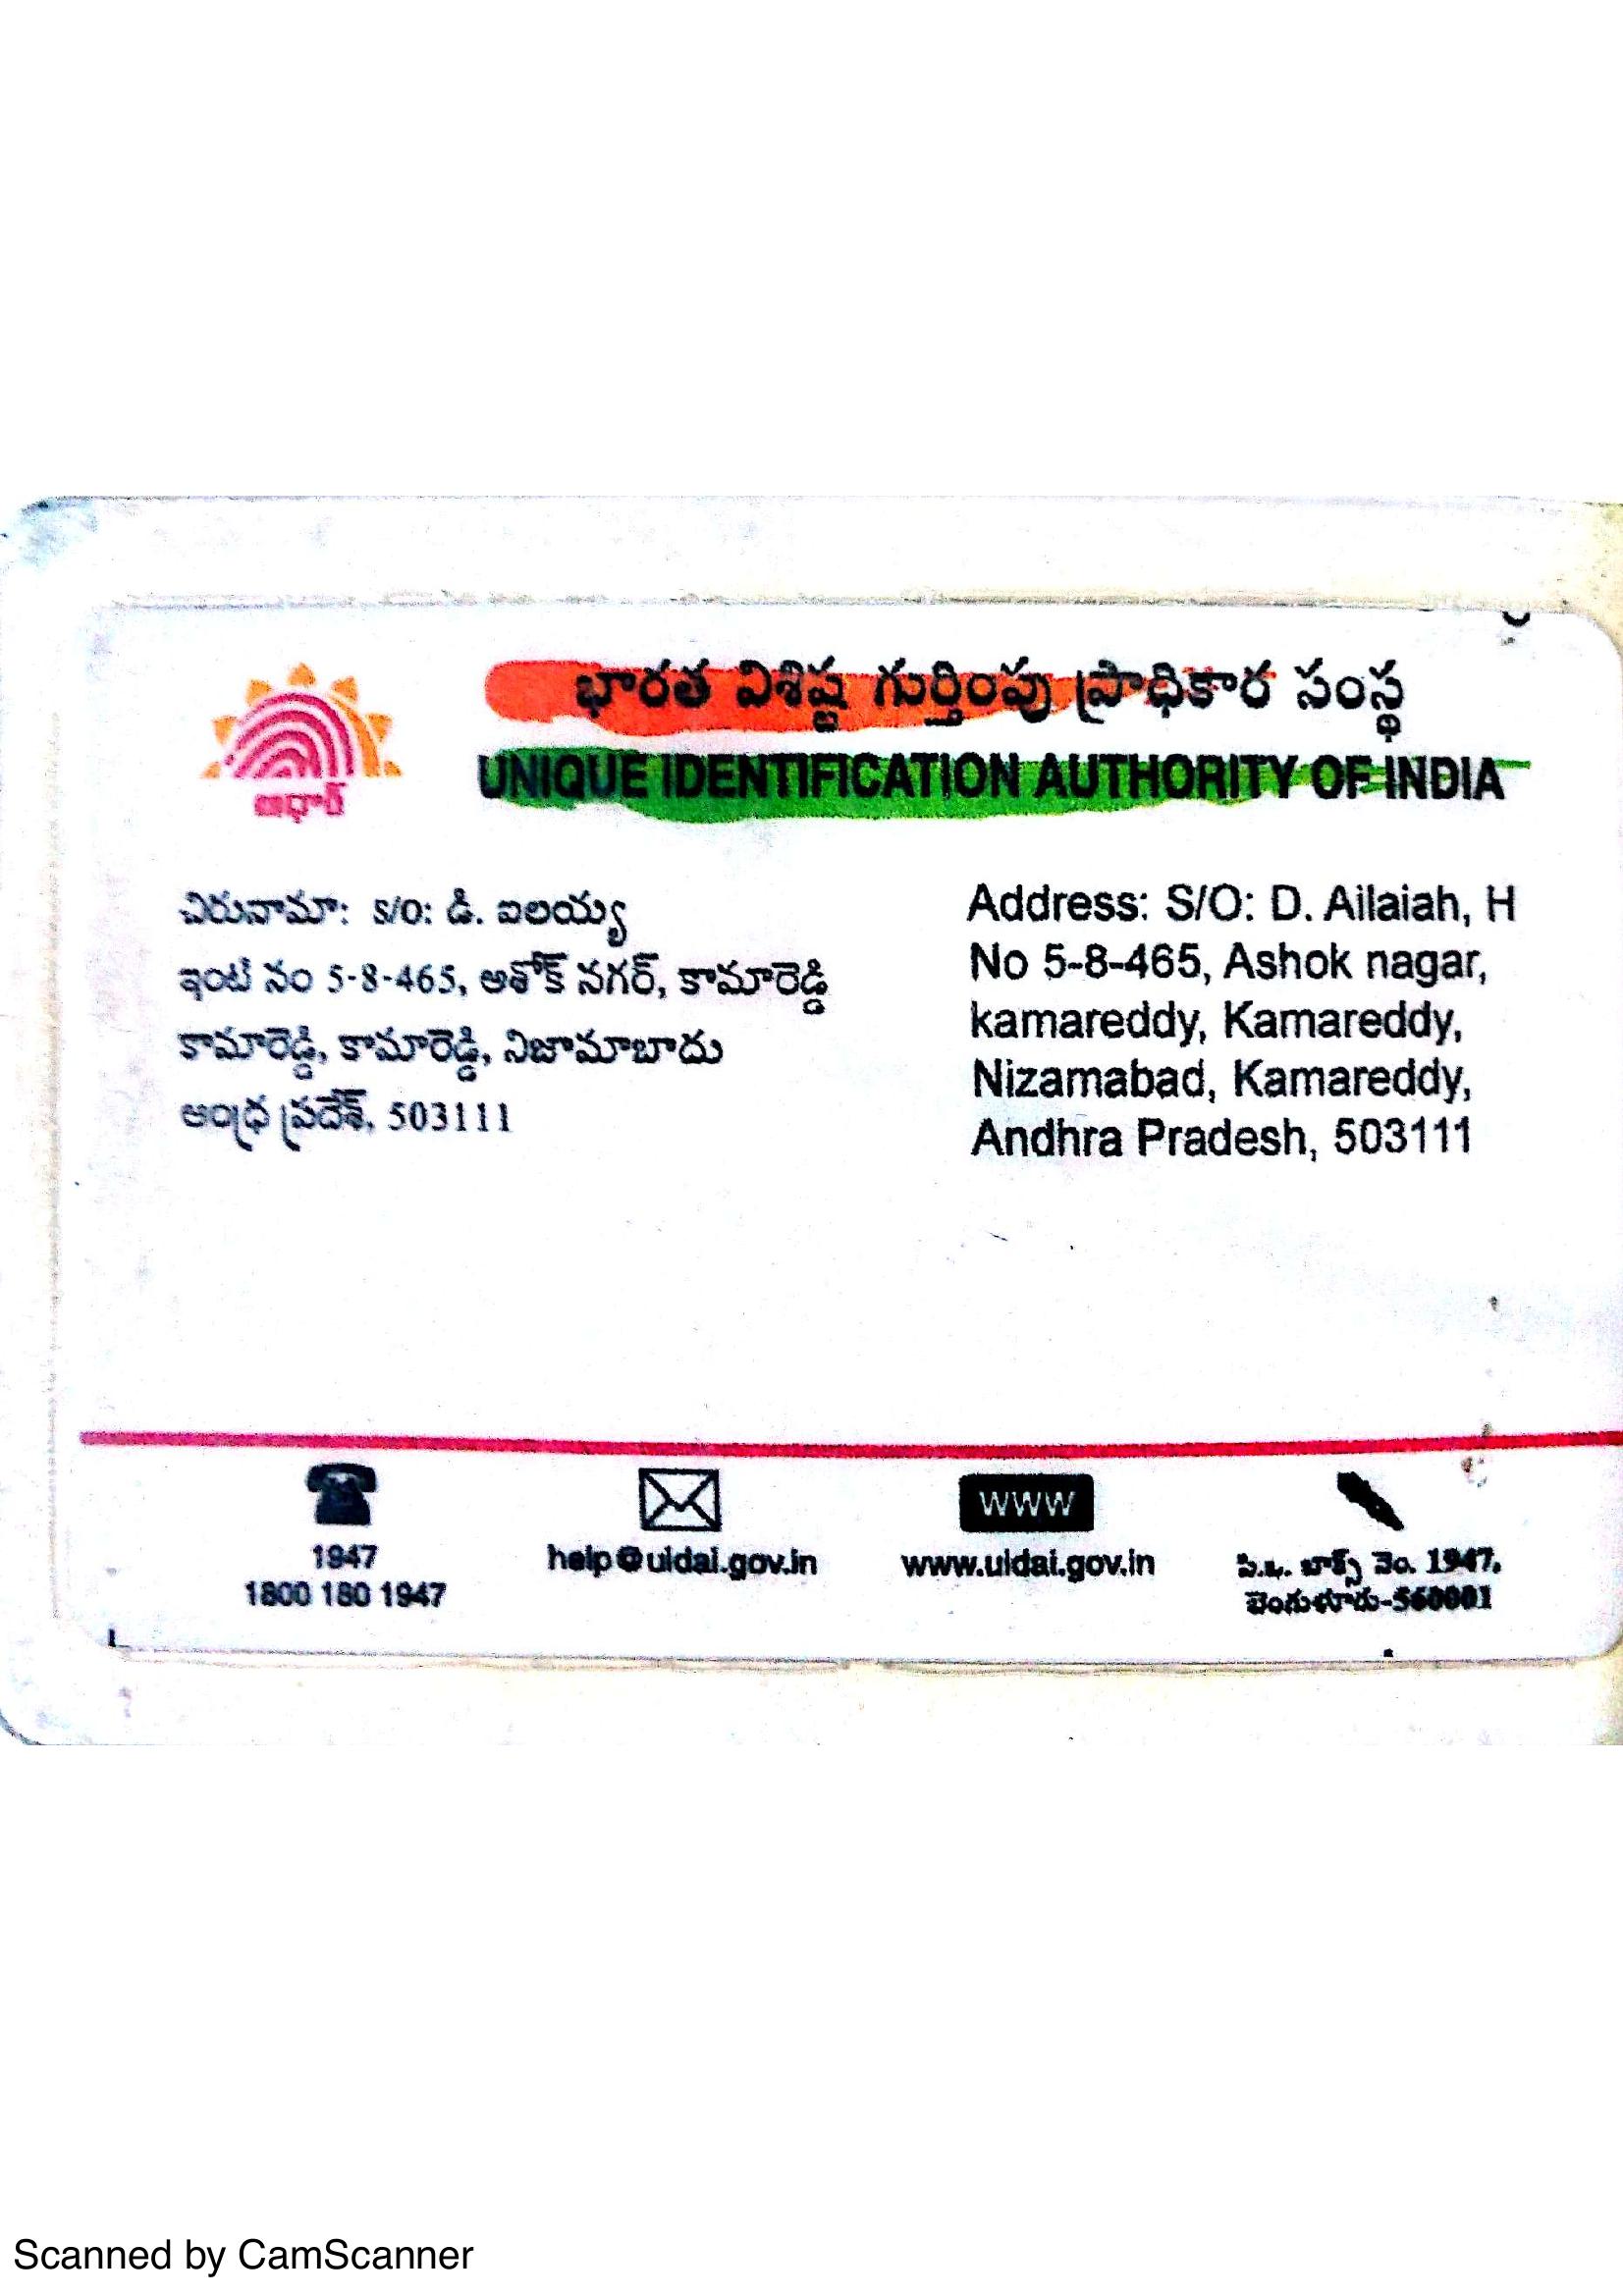 భారత విశిష్ట గుర్తింపు ప్రాధికార సంస్థ
UNIQUE IDENTIFICATION AUTHORITY OF INDIA
ఆధార్
చిరునామా: S/O: డి. ఐలయ్య
ఇంటి నం 5-8-465, అశోక్ నగర్, కామారెడ్డి
కామారెడ్డి, కామారెడ్డి, నిజామాబాదు
ఆంధ్ర ప్రదేశ్, 503111
Address: S/O: D. Ailaiah, H
No 5-8-465, Ashok nagar,
kamareddy, Kamareddy,
Nizamabad, Kamareddy,
Andhra Pradesh, 503111
1947
1800 180 1947
help@uidai.gov.in
WWW
www.uidai.gov.in
పి.ఓ. బాక్స్ నెం. 1947,
బెంగుళూరు-560001
Scanned by CamScanner